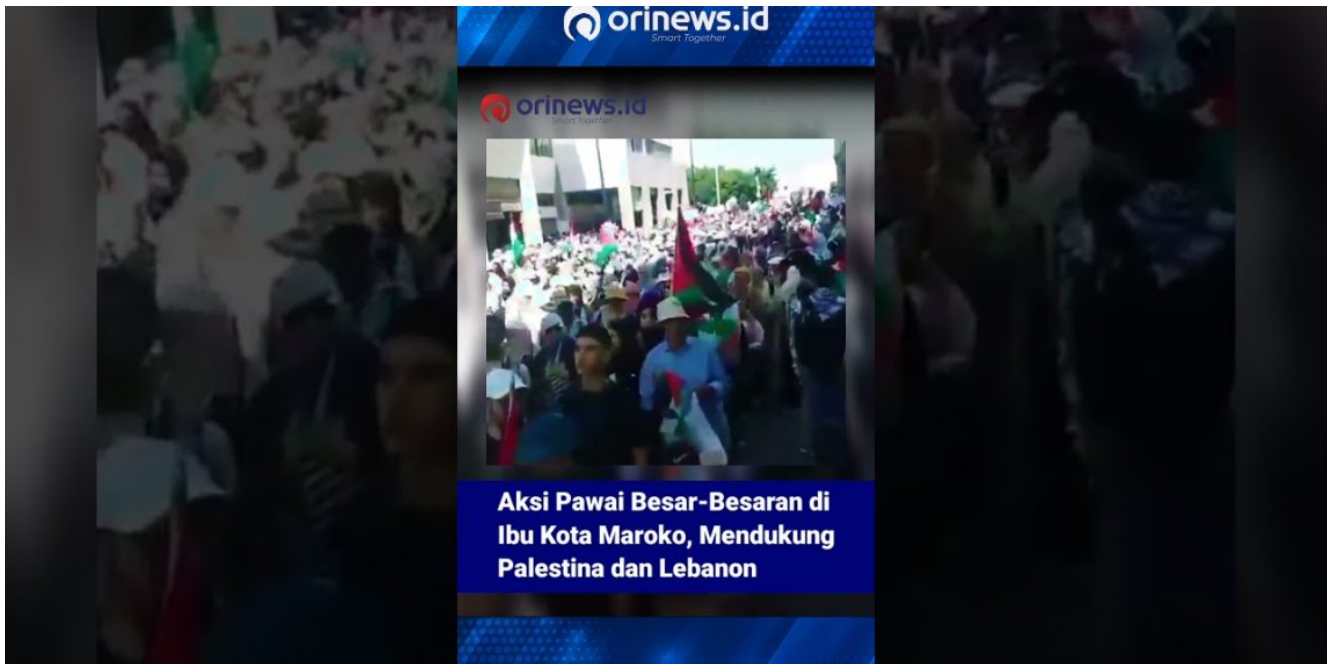 orinews.id
Smart Together
orinews.id
Smart Together
Aksi Pawai Besar-Besaran di
Ibu Kota Maroko, Mendukung
Palestina dan Lebanon